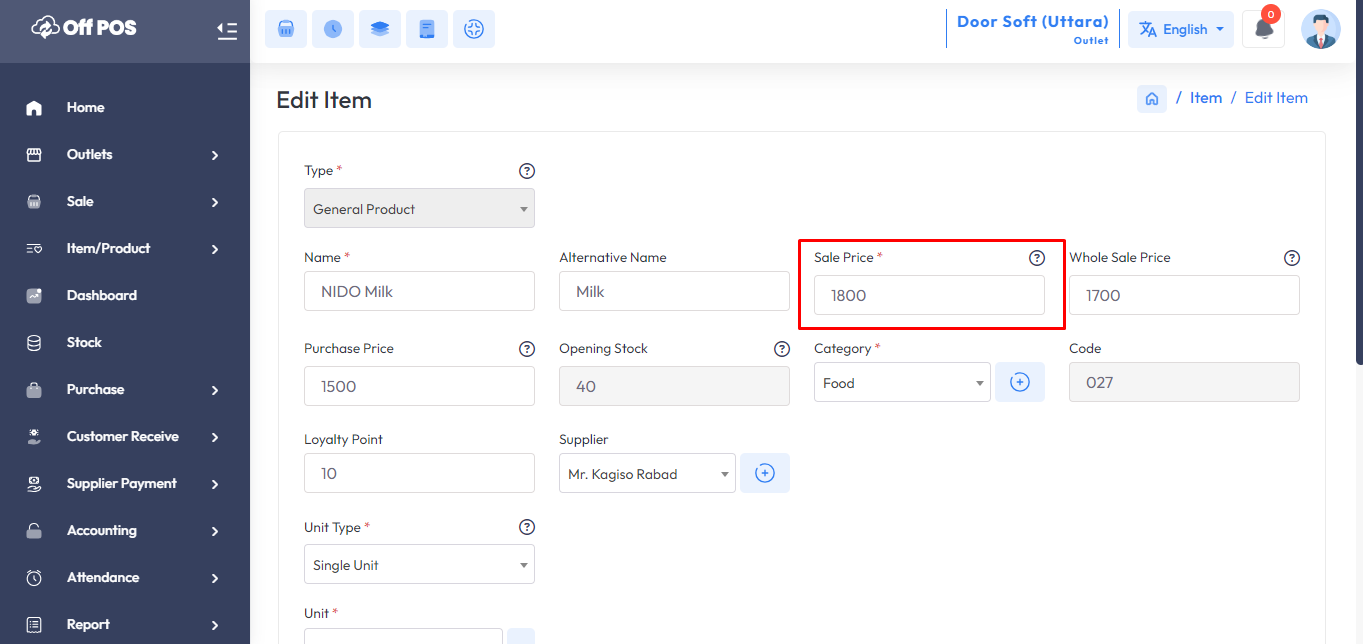 Off POS
Door Soft (Uttara)
Outlet
English
0
Home
Outlets
Sale
Item/Product
Dashboard
Stock
Purchase
Customer Receive
Supplier Payment
Accounting
Attendance
Report
Edit Item
/ Item / Edit Item
Type *
General Product
Name *
Alternative Name
Sale Price *
Whole Sale Price
NIDO Milk
Milk
1800
1700
Purchase Price
Opening Stock
Category *
Code
1500
40
Food
027
Loyalty Point
Supplier
10
Mr. Kagiso Rabad
Unit Type *
Single Unit
Unit *